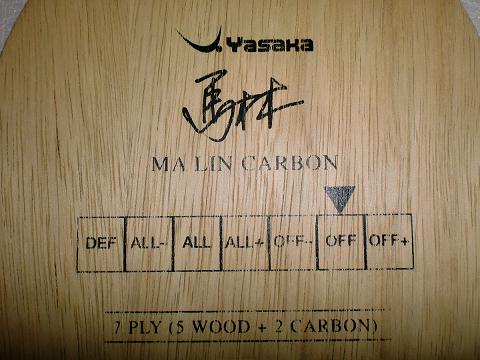 Yasaka
馬林
MA LIN CARBON
DEF ALL- ALL ALL+ OFF- OFF OFF+
7 PLY (5 WOOD + 2 CARBON)